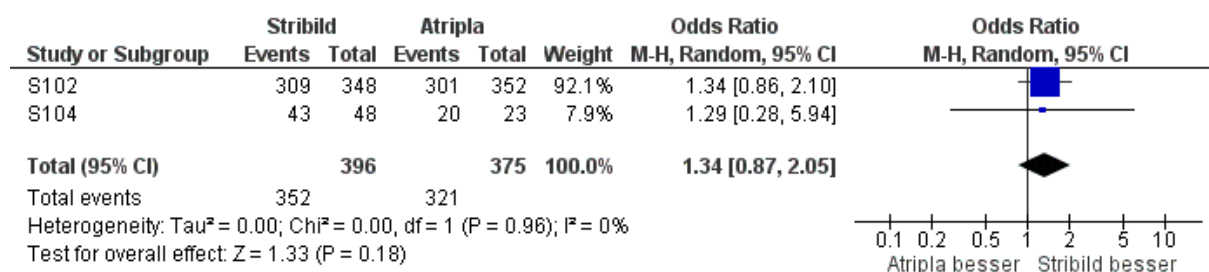 Stribild Atripla Odds Ratio Odds Ratio
Study or Subgroup Events Total Events Total Weight M-H, Random, 95% CI M-H, Random, 95% CI
S102 309 348 301 352 92.1% 1.34 [0.86, 2.10]
S104 43 48 20 23 7.9% 1.29 [0.28, 5.94]
Total (95% CI) 396 375 100.0% 1.34 [0.87, 2.05]
Total events 352 321
Heterogeneity: Tau² = 0.00; Chi² = 0.00, df = 1 (P = 0.96); I² = 0%
Test for overall effect: Z = 1.33 (P = 0.18)
0.1 0.2 0.5 1 2 5 10
Atripla besser Stribild besser